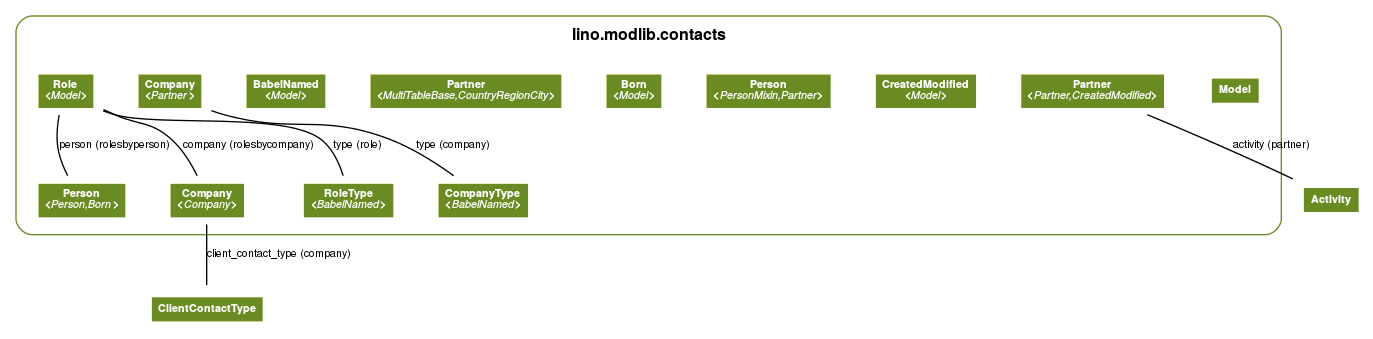 lino.modlib.contacts
Role
<Model>
Company
<Partner >
BabelNamed
<Model>
Partner
<MultiTableBase,CountryRegionCity>
Born
<Model>
Person
<PersonMixin,Partner>
CreatedModified
<Model>
Partner
<Partner,CreatedModified>
Model
person (rolesbyperson)
company (rolesbycompany)
type (role)
type (company)
activity (partner)
Person
<Person,Born >
Company
<Company>
RoleType
<BabelNamed>
CompanyType
<BabelNamed>
Activity
client_contact_type (company)
ClientContactType